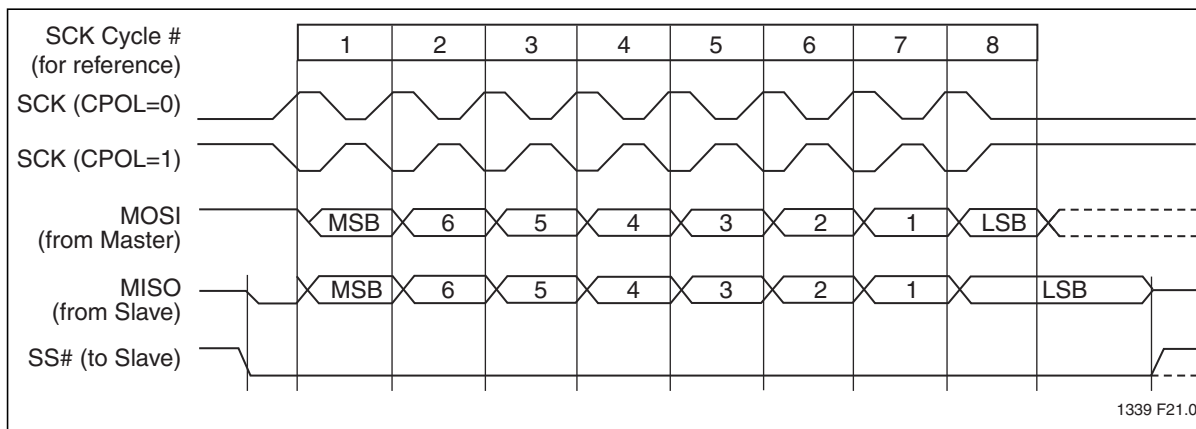 SCK Cycle #
(for reference)
1 2 3 4 5 6 7 8
SCK (CPOL=0)
SCK (CPOL=1)
MOSI
(from Master)
MSB 6 5 4 3 2 1 LSB
MISO
(from Slave)
MSB 6 5 4 3 2 1 LSB
SS# (to Slave)
1339 F21.0